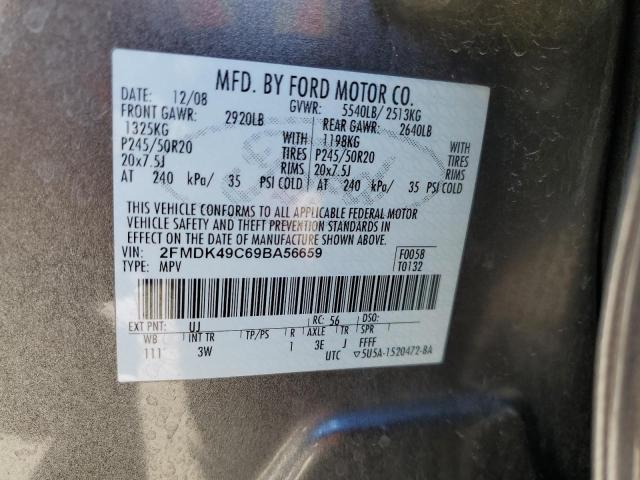 MFD. BY FORD MOTOR CO.
DATE: 12/08 GVWR: 5540LB/ 2513KG
FRONT GAWR: 2920LB REAR GAWR: 2640LB
1325KG WITH 1198KG WITH
P245/50R20 TIRES P245/50R20 TIRES
20x7.5J RIMS 20x7.5J RIMS
AT 240 kPa/ 35 PSI COLD AT 240 kPa/ 35 PSI COLD
THIS VEHICLE CONFORMS TO ALL APPLICABLE FEDERAL MOTOR
VEHICLE SAFETY AND THEFT PREVENTION STANDARDS IN
EFFECT ON THE DATE OF MANUFACTURE SHOWN ABOVE.
VIN: 2FMDK49C69BA56659 F0058
TYPE: MPV T0132
EXT PNT: UJ RC: 56 DSO:
WB INT TR TP/PS R AXLE TR SPR
111 3W 1 3E J FFFF
UTC ▽5U5A-1520472-BA